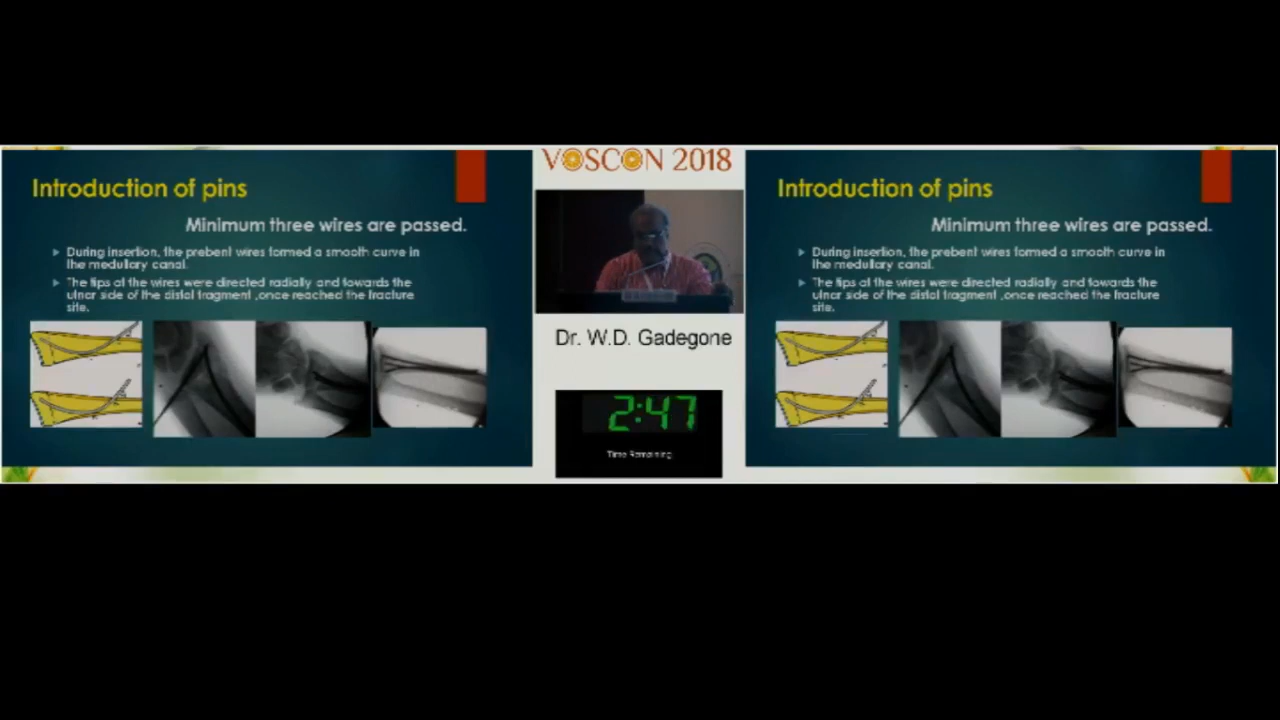 Introduction of pins
Minimum three wires are passed.
During insertion, the prebent wires formed a smooth curve in
the medullary canal.
The tips of the wires were directed radially and towards the
ulnar side of the distal fragment ,once reached the fracture
site.
VOSCON 2018
Dr. W.D. Gadegone
2:47
Time Remaining
Introduction of pins
Minimum three wires are passed.
During insertion, the prebent wires formed a smooth curve in
the medullary canal.
The tips of the wires were directed radially and towards the
ulnar side of the distal fragment ,once reached the fracture
site.